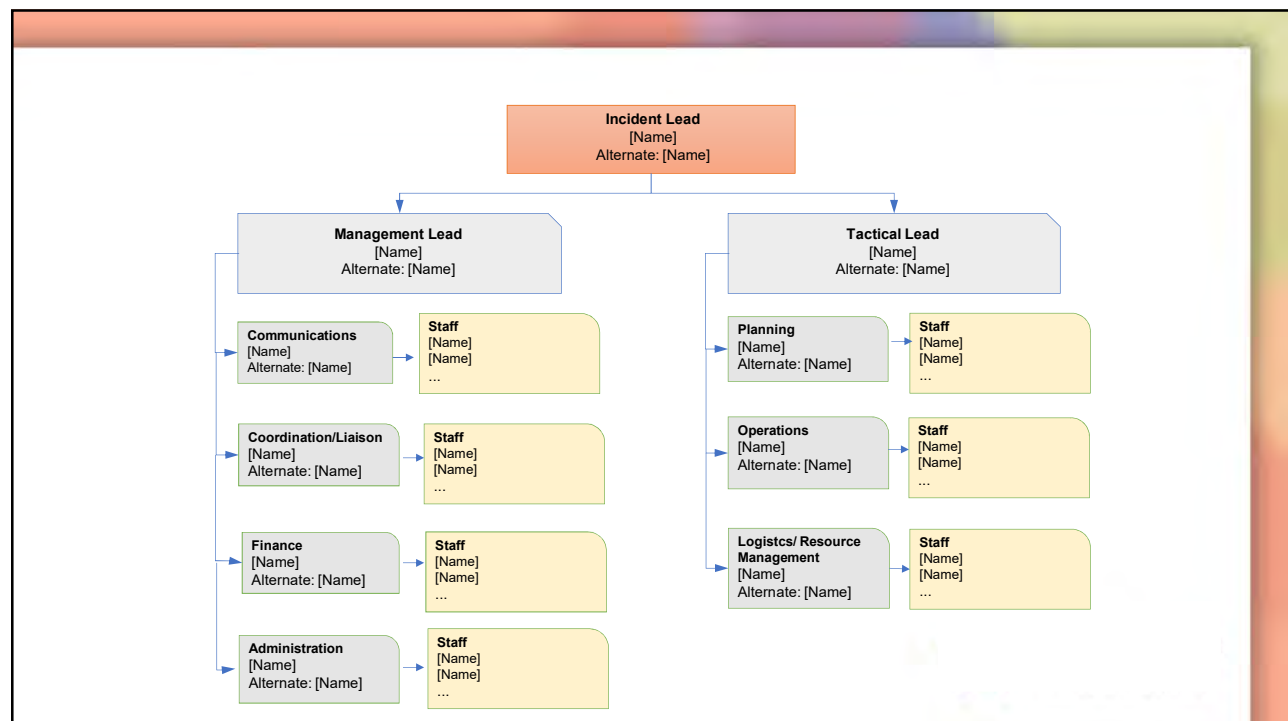 Incident Lead
[Name]
Alternate: [Name]
Management Lead
[Name]
Alternate: [Name]
Communications
[Name]
Alternate: [Name]
Staff
[Name]
[Name]
...
Coordination/Liaison
[Name]
Alternate: [Name]
Staff
[Name]
[Name]
...
Finance
[Name]
Alternate: [Name]
Staff
[Name]
[Name]
...
Administration
[Name]
Alternate: [Name]
Staff
[Name]
[Name]
...
Tactical Lead
[Name]
Alternate: [Name]
Planning
[Name]
Alternate: [Name]
Staff
[Name]
[Name]
...
Operations
[Name]
Alternate: [Name]
Staff
[Name]
[Name]
...
Logistcs/ Resource
Management
[Name]
Alternate: [Name]
Staff
[Name]
[Name]
...